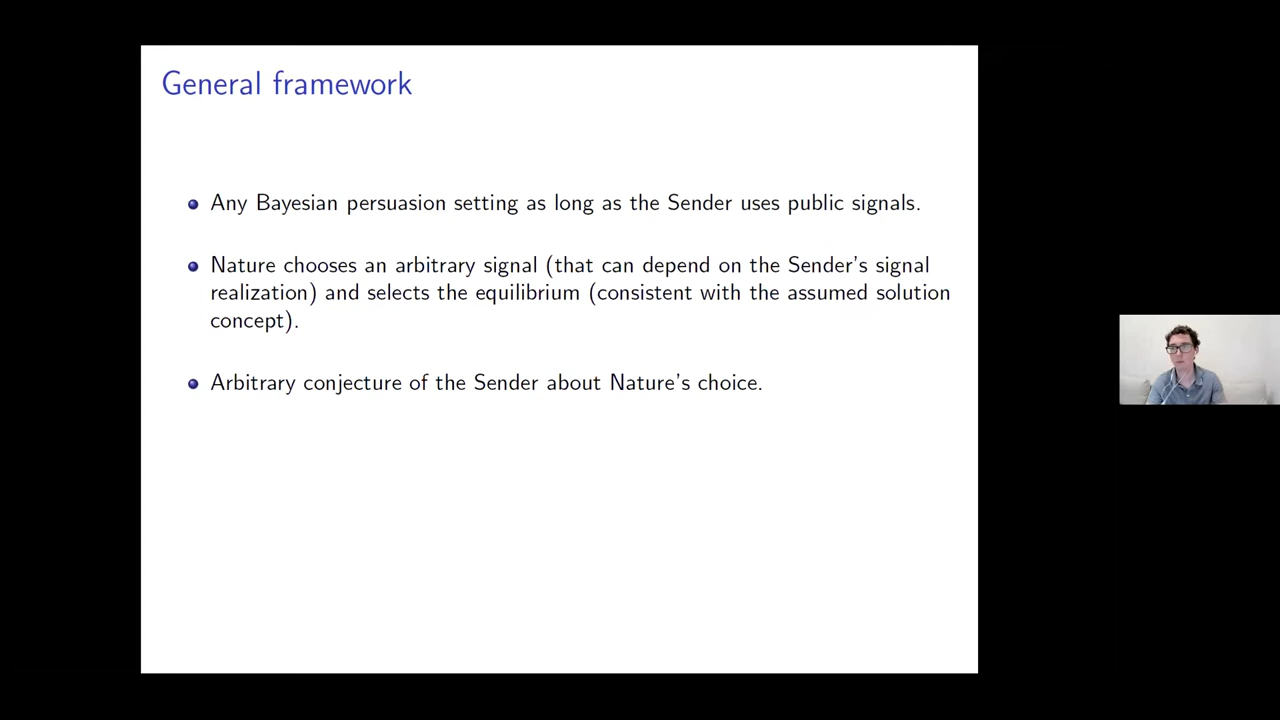 General framework
Any Bayesian persuasion setting as long as the Sender uses public signals.
Nature chooses an arbitrary signal (that can depend on the Sender's signal
realization) and selects the equilibrium (consistent with the assumed solution
concept).
Arbitrary conjecture of the Sender about Nature's choice.